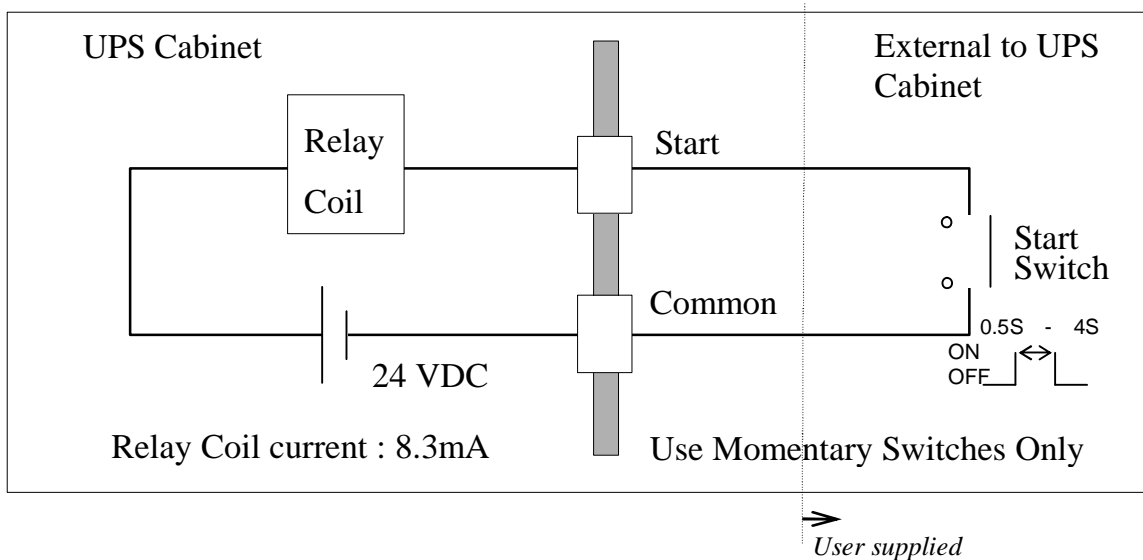 UPS Cabinet
External to UPS
Cabinet
Relay
Coil
Start
Start
Switch
Common
24 VDC
0.5S - 4S
ON
OFF
Relay Coil current : 8.3mA
Use Momentary Switches Only
User supplied